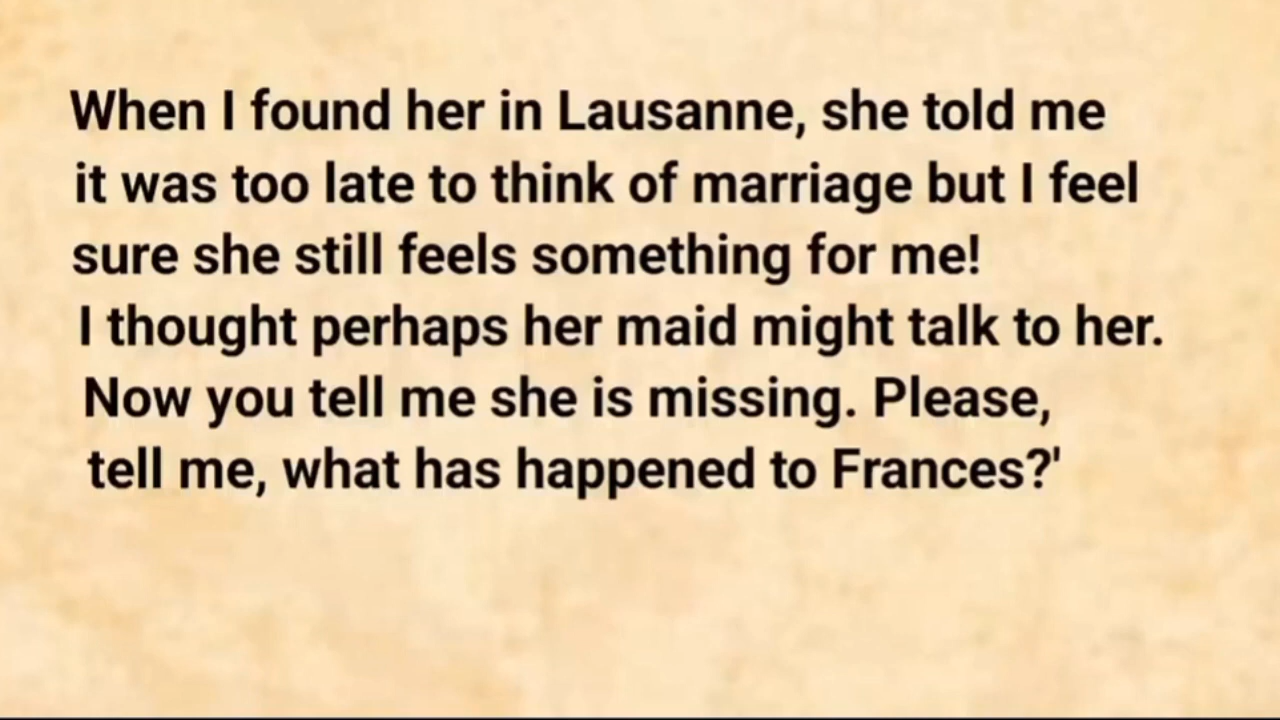 When I found her in Lausanne, she told me
it was too late to think of marriage but I feel
sure she still feels something for me!
I thought perhaps her maid might talk to her.
Now you tell me she is missing. Please,
tell me, what has happened to Frances?'